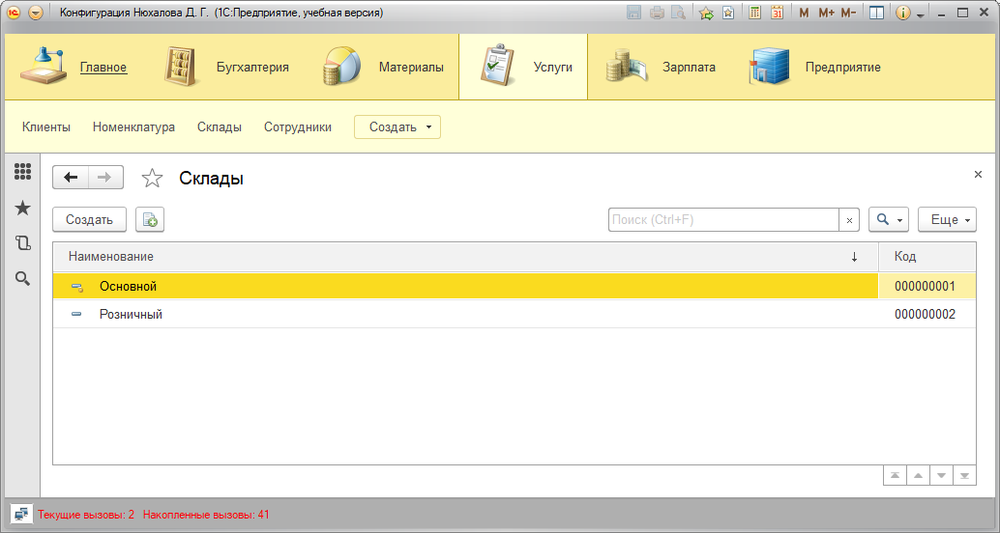 Конфигурация Нюхалова Д. Г. (1С:Предприятие, учебная версия) M M+ M-
Главное Бугхалтерия Материалы Услуги Зарплата Предприятие
Клиенты Номенклатура Склады Сотрудники Создать
Склады
Создать Поиск (Ctrl+F) Еще
Наименование Код
Основной 000000001
Розничный 000000002
Текущие вызовы: 2 Накопленные вызовы: 41